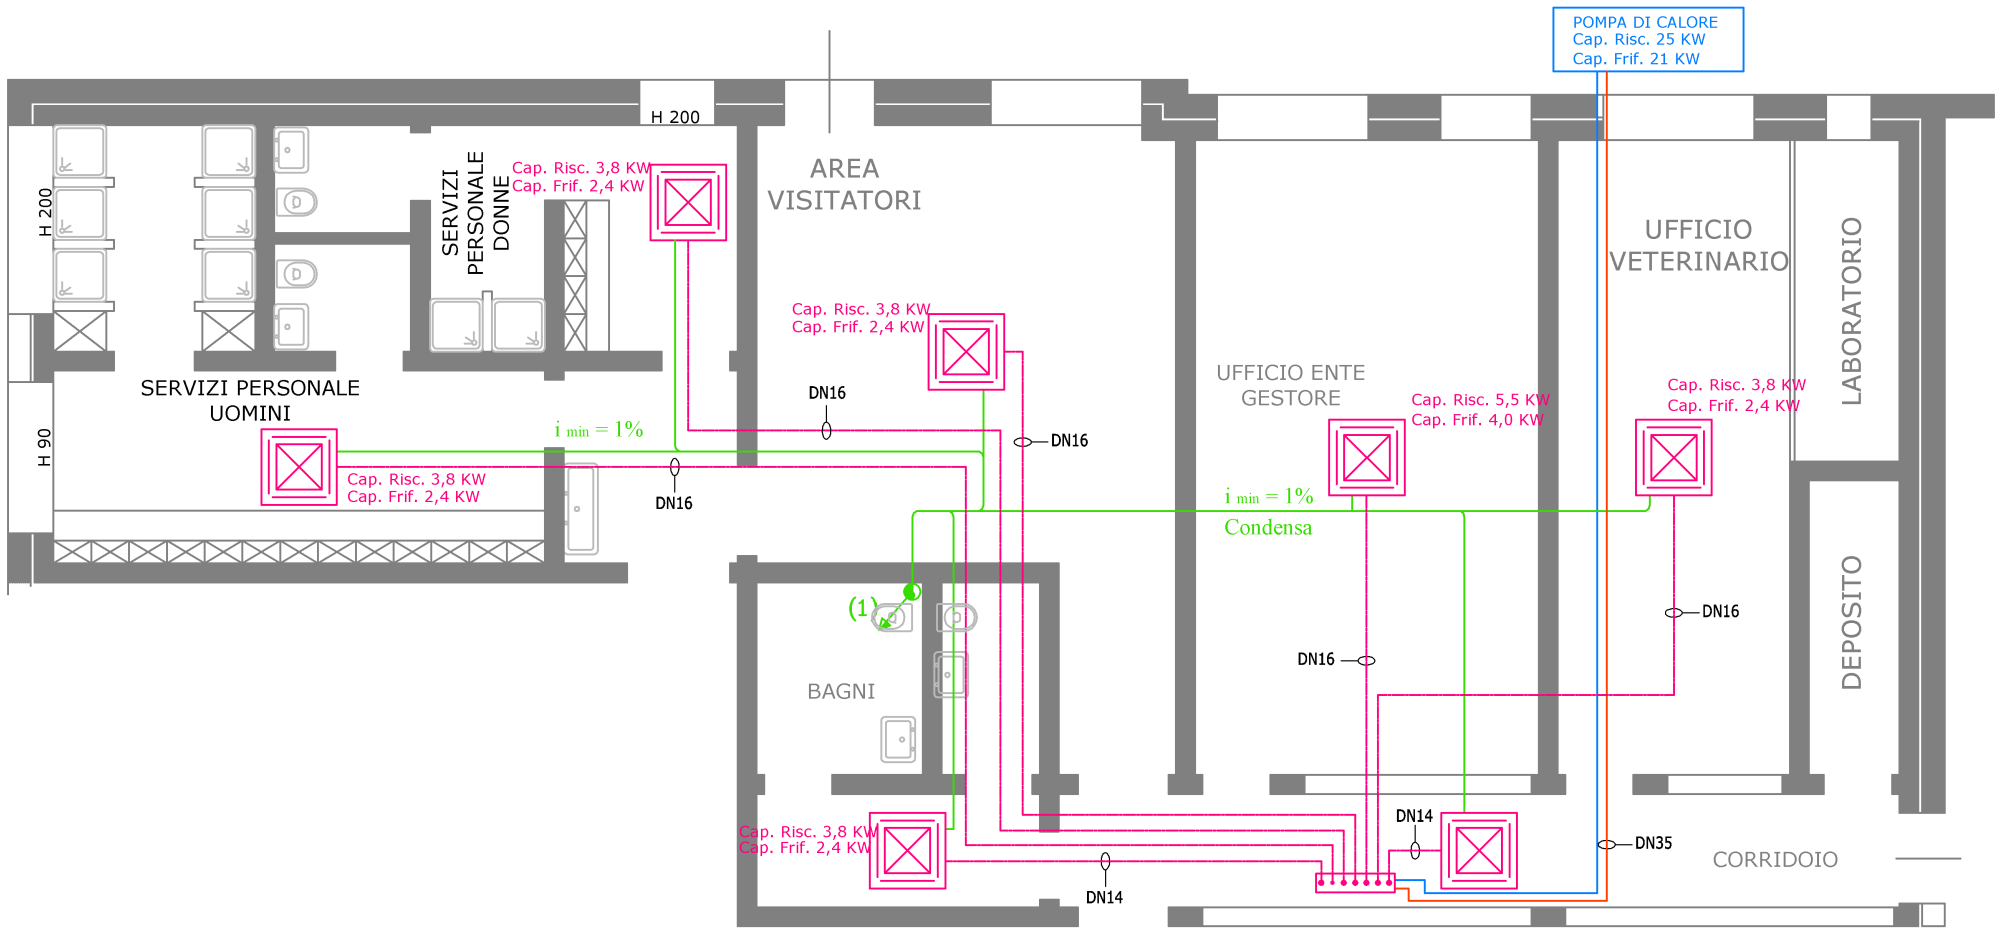 POMPA DI CALORE
Cap. Risc. 25 KW
Cap. Frif. 21 KW
H 200
Cap. Risc. 3,8 KW
Cap. Frif. 2,4 KW
AREA
VISITATORI
SERVIZI
PERSONALE
DONNE
H 200
UFFICIO
VETERINARIO
LABORATORIO
Cap. Risc. 3,8 KW
Cap. Frif. 2,4 KW
UFFICIO ENTE
GESTORE
SERVIZI PERSONALE
UOMINI
DN16
Cap. Risc. 5,5 KW
Cap. Frif. 4,0 KW
Cap. Risc. 3,8 KW
Cap. Frif. 2,4 KW
i min = 1%
H 90
DN16
Cap. Risc. 3,8 KW
Cap. Frif. 2,4 KW
DN16
i min = 1%
Condensa
(1)
DN16
DEPOSITO
DN16
BAGNI
Cap. Risc. 3,8 KW
Cap. Frif. 2,4 KW
DN14
DN35
CORRIDOIO
DN14